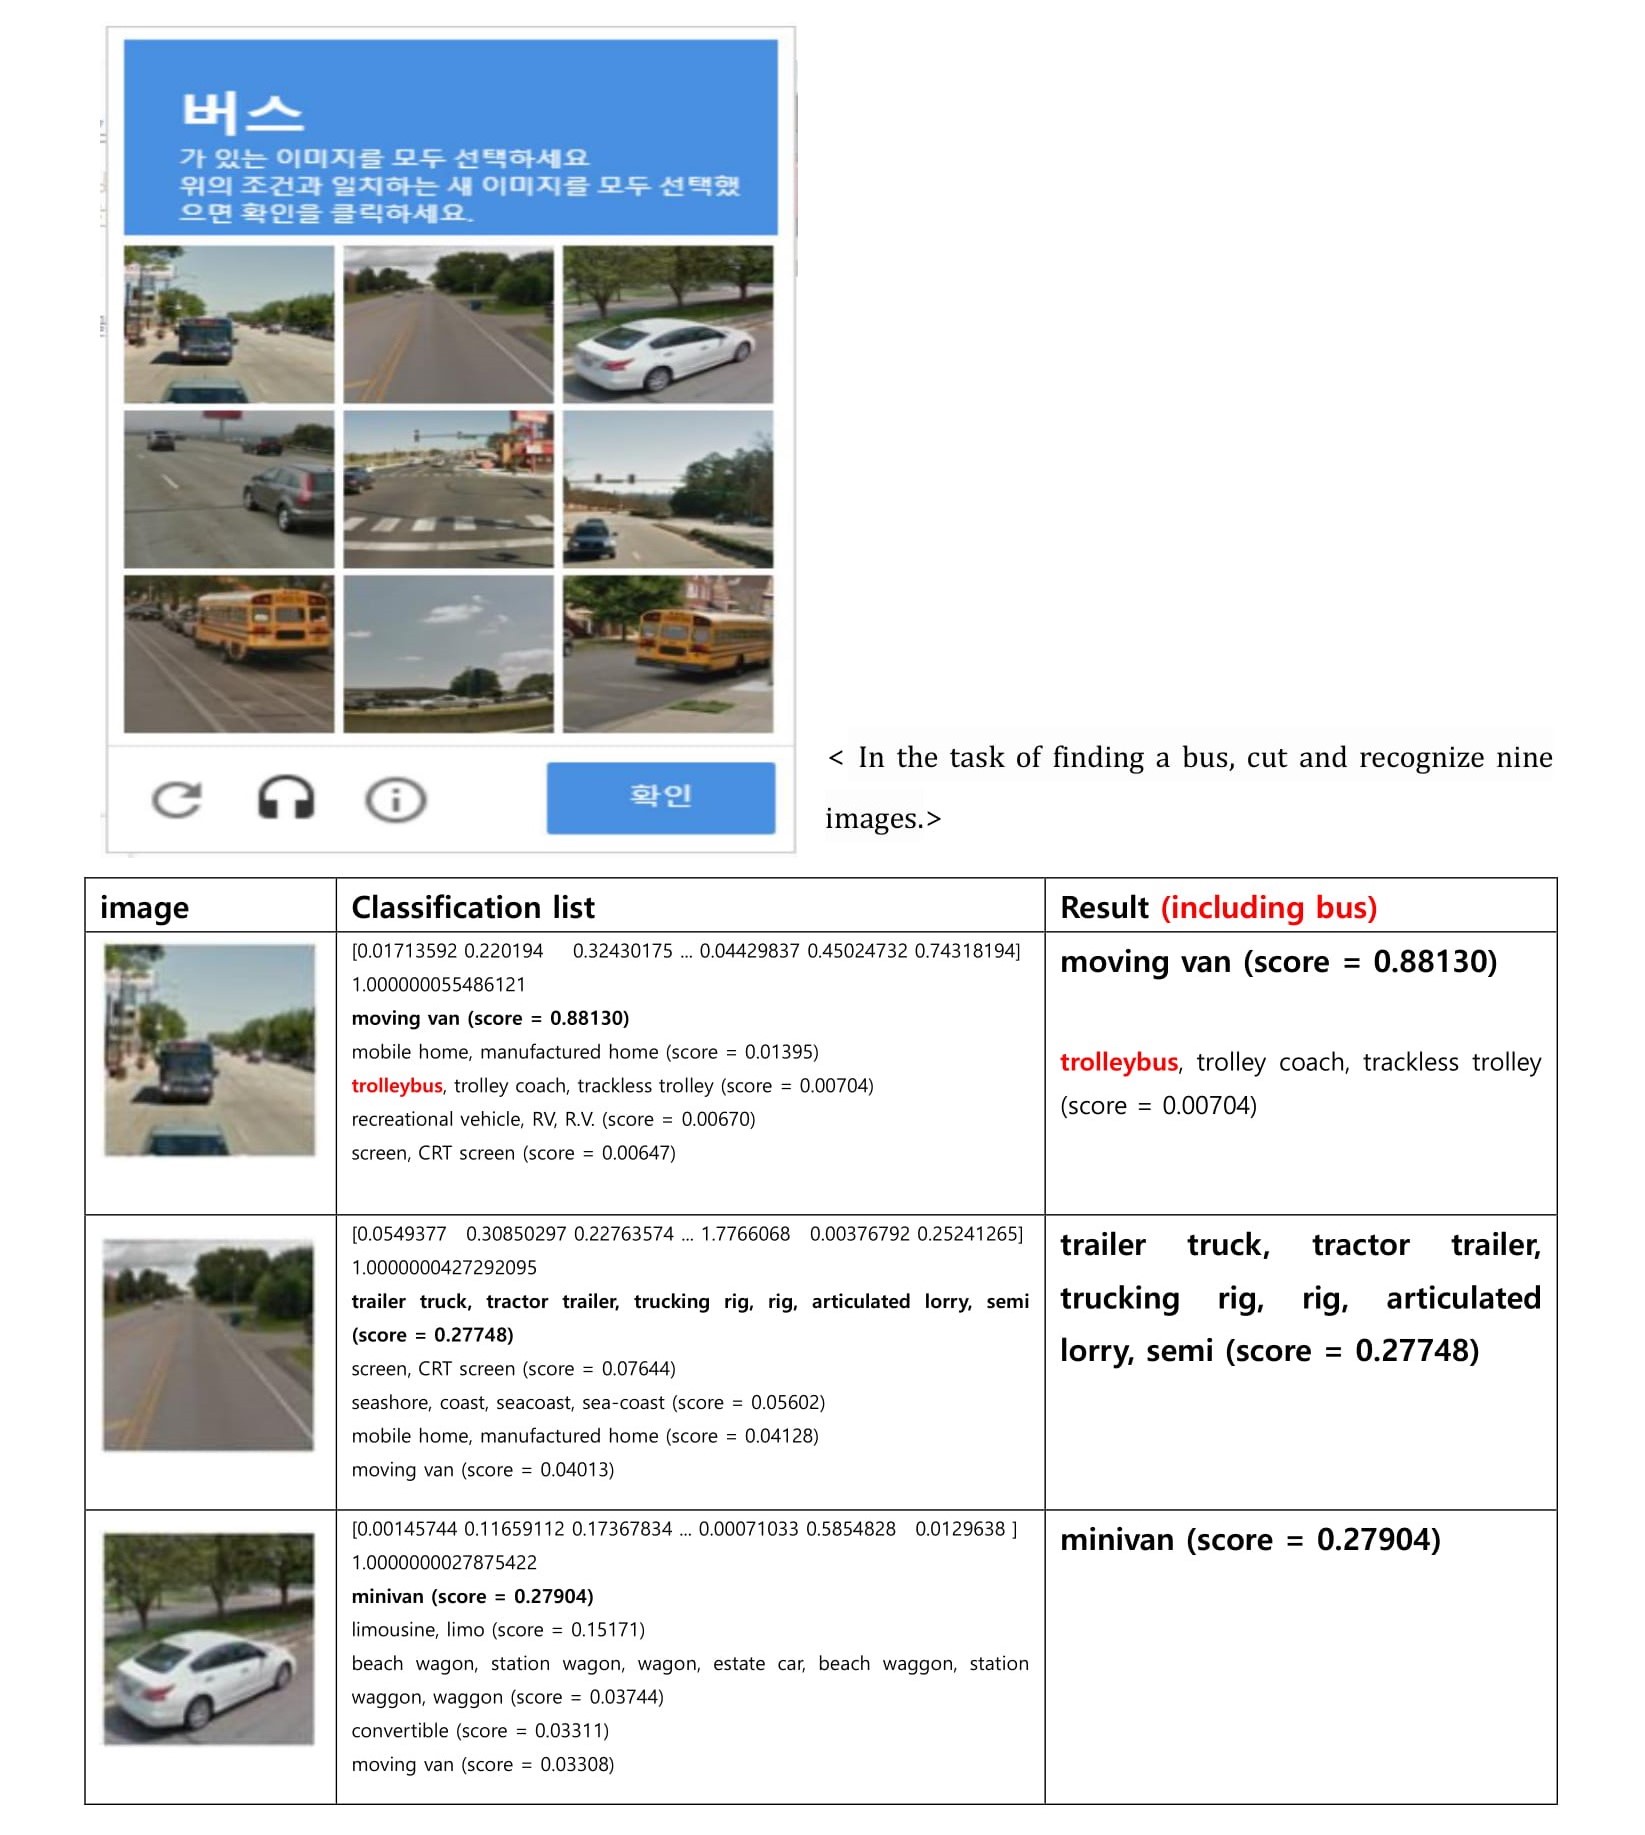 버스
가 있는 이미지를 모두 선택하세요
위의 조건과 일치하는 새 이미지를 모두 선택했
으면 확인을 클릭하세요.
확인
< In the task of finding a bus, cut and recognize nine
images.>
image
Classification list
Result (including bus)
[0.01713592 0.220194 0.32430175 ... 0.04429837 0.45024732 0.74318194]
1.000000055486121
moving van (score = 0.88130)
mobile home, manufactured home (score = 0.01395)
trolleybus, trolley coach, trackless trolley (score = 0.00704)
recreational vehicle, RV, R.V. (score = 0.00670)
screen, CRT screen (score = 0.00647)
moving van (score = 0.88130)
trolleybus, trolley coach, trackless trolley
(score = 0.00704)
[0.0549377 0.30850297 0.22763574 ... 1.7766068 0.00376792 0.25241265]
1.0000000427292095
trailer truck, tractor trailer, trucking rig, rig, articulated lorry, semi
(score = 0.27748)
screen, CRT screen (score = 0.07644)
seashore, coast, seacoast, sea-coast (score = 0.05602)
mobile home, manufactured home (score = 0.04128)
moving van (score = 0.04013)
trailer truck, tractor trailer,
trucking rig, rig, articulated
lorry, semi (score = 0.27748)
[0.00145744 0.11659112 0.17367834 ... 0.00071033 0.5854828 0.0129638 ]
1.0000000027875422
minivan (score = 0.27904)
limousine, limo (score = 0.15171)
beach wagon, station wagon, wagon, estate car, beach waggon, station
waggon, waggon (score = 0.03744)
convertible (score = 0.03311)
moving van (score = 0.03308)
minivan (score = 0.27904)